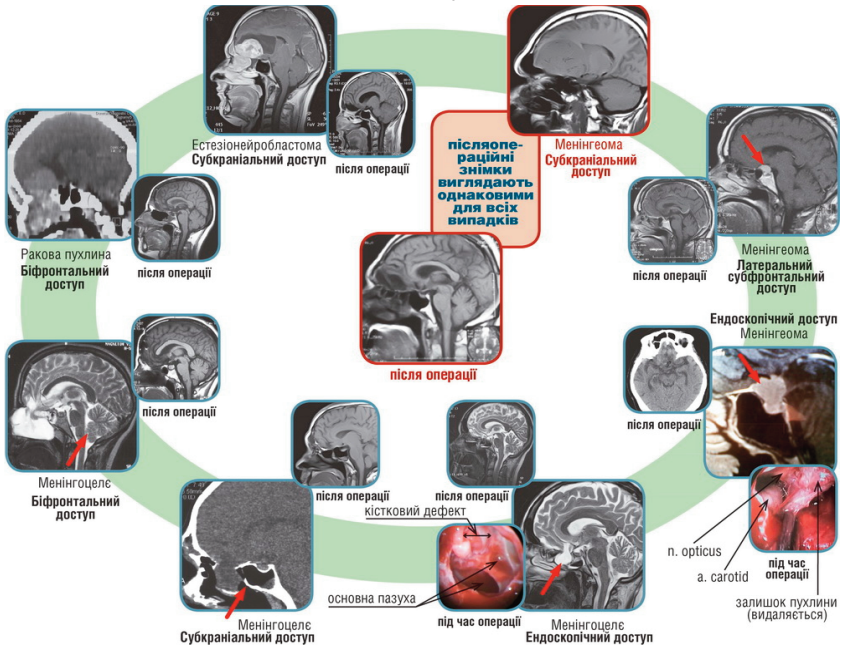 Естезіонейробластома
Субкраніальний доступ
після операції
Менінгеома
Субкраніальний
доступ
післяопе-
раційні
знімки
виглядають
однаковими
для всіх
випадків
після операції
Менінгеома
Латеральний
субфронтальний
доступ
після операції
Ракова пухлина
Біфронтальний
доступ
після операції
після операції
Ендоскопічний доступ
Менінгеома
після операції
Менінгоцелє
Біфронтальний
доступ
після операції
після операції
кістковий дефект
n. opticus
a. carotid
під час
операції
залишок пухлини
(видаляється)
основна пазуха
Менінгоцелє
Субкраніальний доступ
під час операції
Менінгоцелє
Ендоскопічний доступ